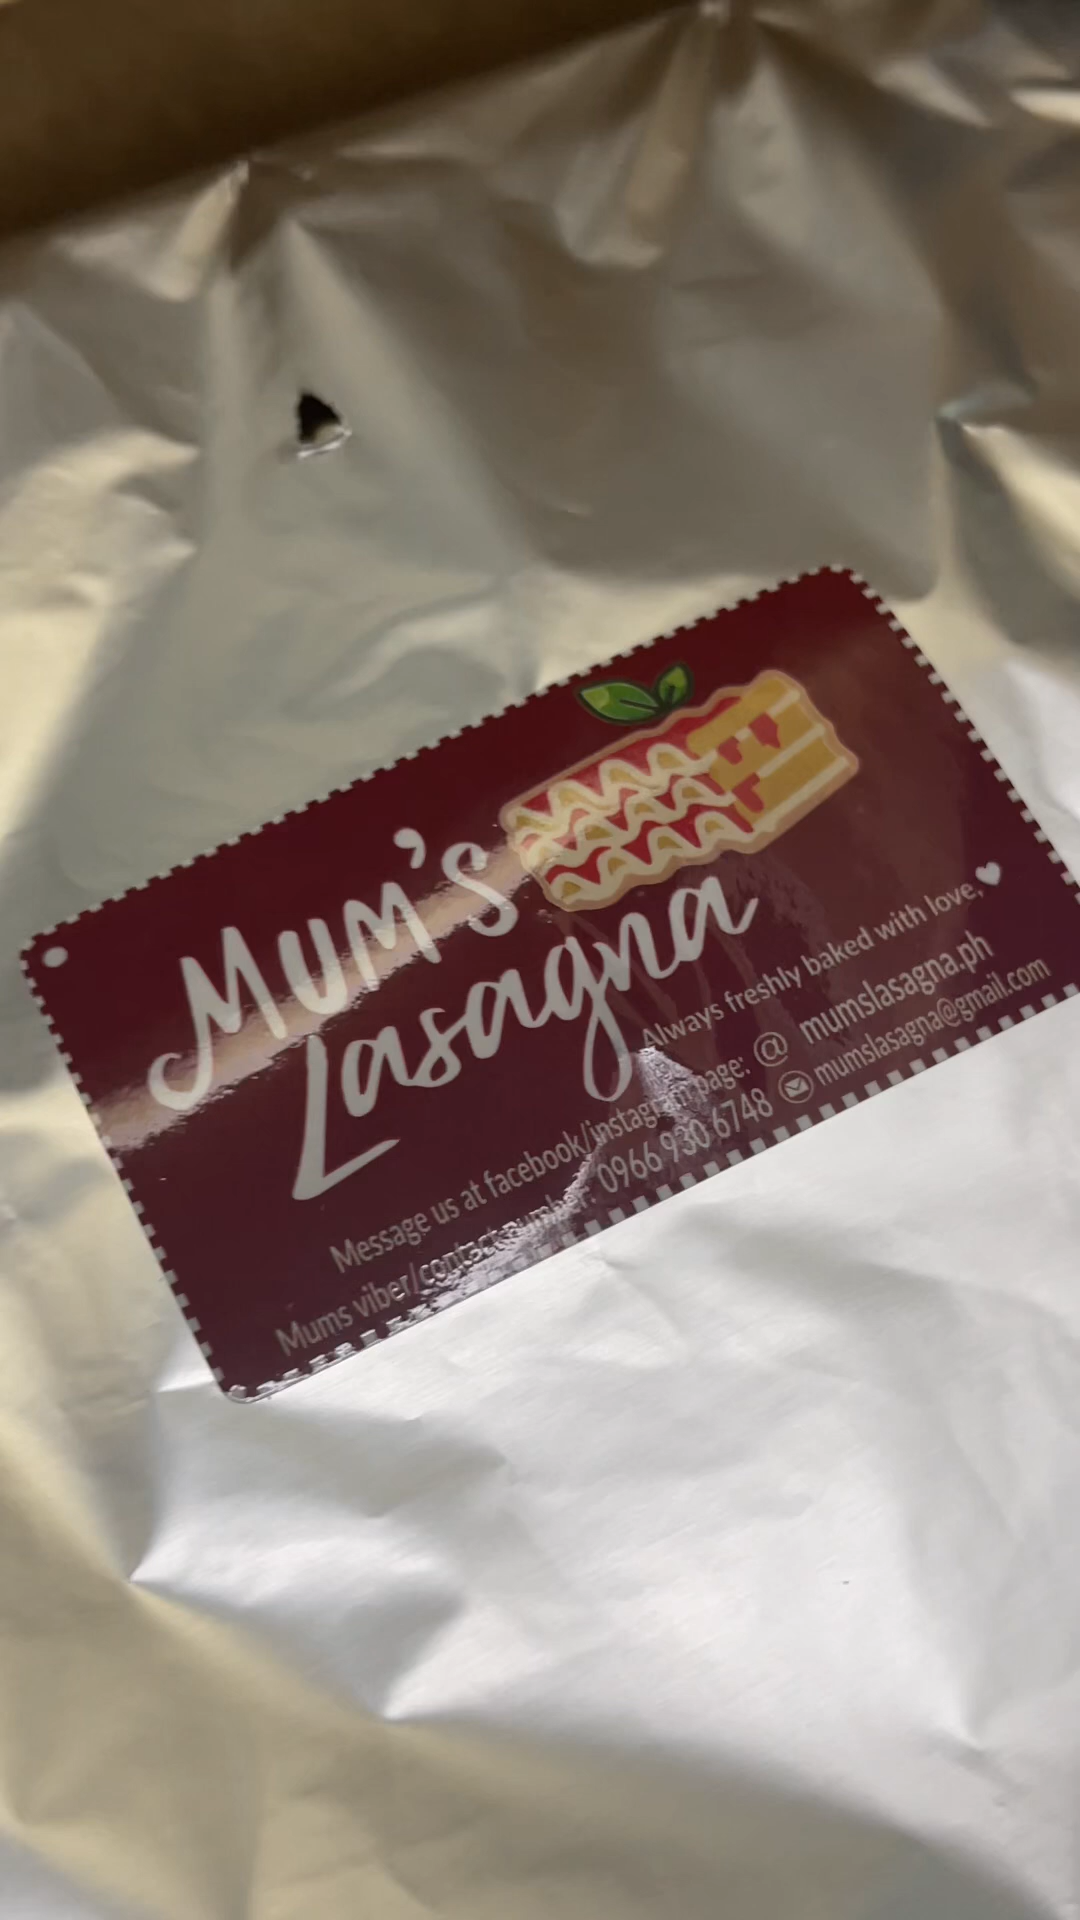 MUM'S
Lasagna
Always freshly baked with love,
Message us at facebook/instagram page: @ mumslasagna.ph
Mums viber/contact number: 0966 930 6748 mumslasagna@gmail.com